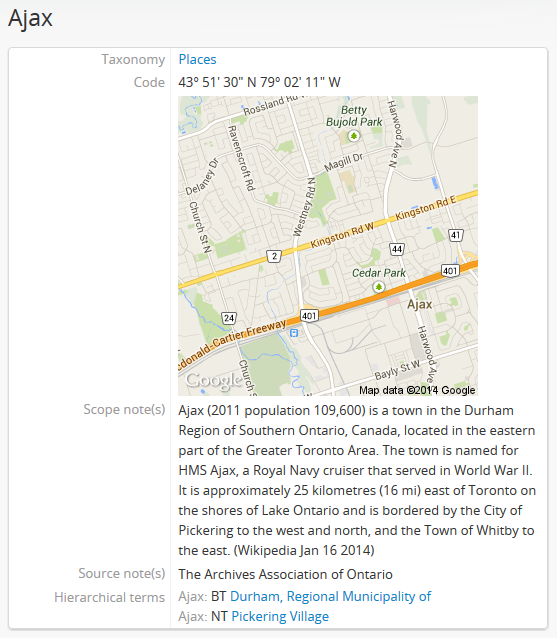 Ajax
Taxonomy Places
Code 43º 51' 30" N 79º 02' 11" W
Rossland Rd W
Betty
Bujold Park
Harwood Ave N
Ravenscroft Rd
Magill Dr
Delaney Dr
Westney Rd N
Church St N
Kingston Rd E
Kingston Rd W
41
44
2
401
Cedar Park
Ajax
24
401
donald-Cartier Freeway
Harwood Ave
Church S
Bayly St W
Google
Map data ©2014 Google
Scope note(s) Ajax (2011 population 109,600) is a town in the Durham
Region of Southern Ontario, Canada, located in the eastern
part of the Greater Toronto Area. The town is named for
HMS Ajax, a Royal Navy cruiser that served in World War II.
It is approximately 25 kilometres (16 mi) east of Toronto on
the shores of Lake Ontario and is bordered by the City of
Pickering to the west and north, and the Town of Whitby to
the east. (Wikipedia Jan 16 2014)
Source note(s) The Archives Association of Ontario
Hierarchical terms Ajax: BT Durham, Regional Municipality of
Ajax: NT Pickering Village